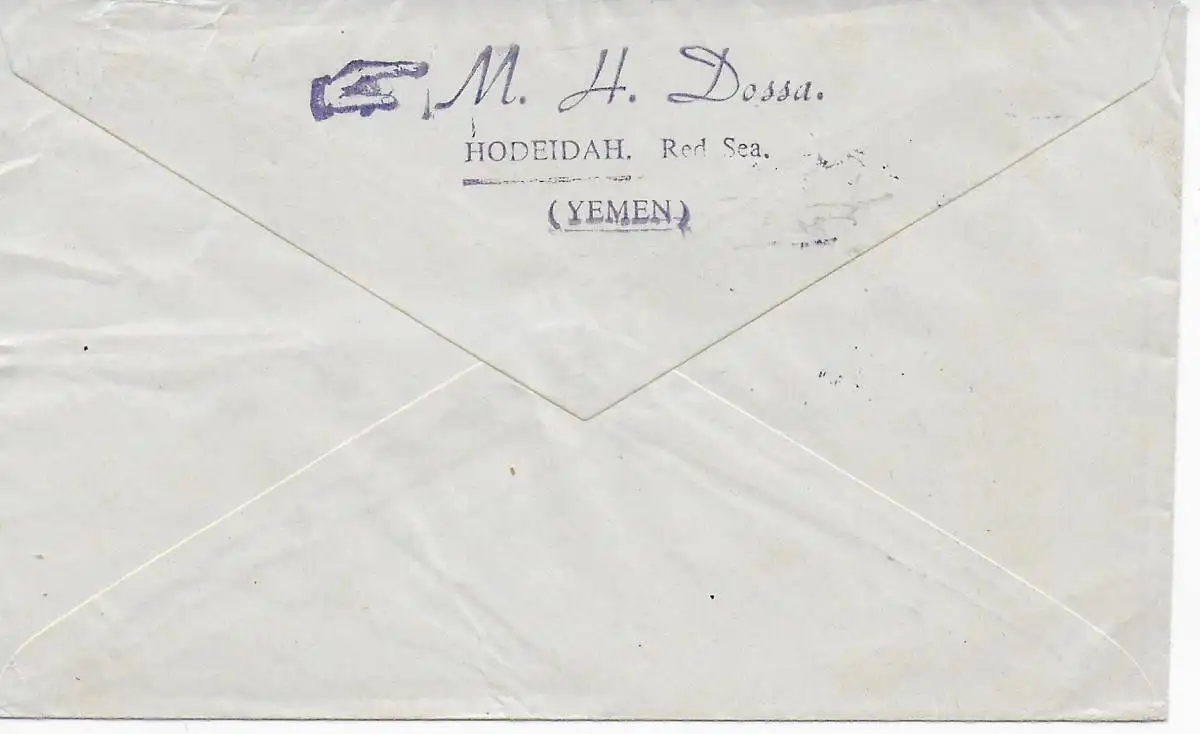 M. H. Dossa.
HODEIDAH. Red Sea.
(YEMEN)